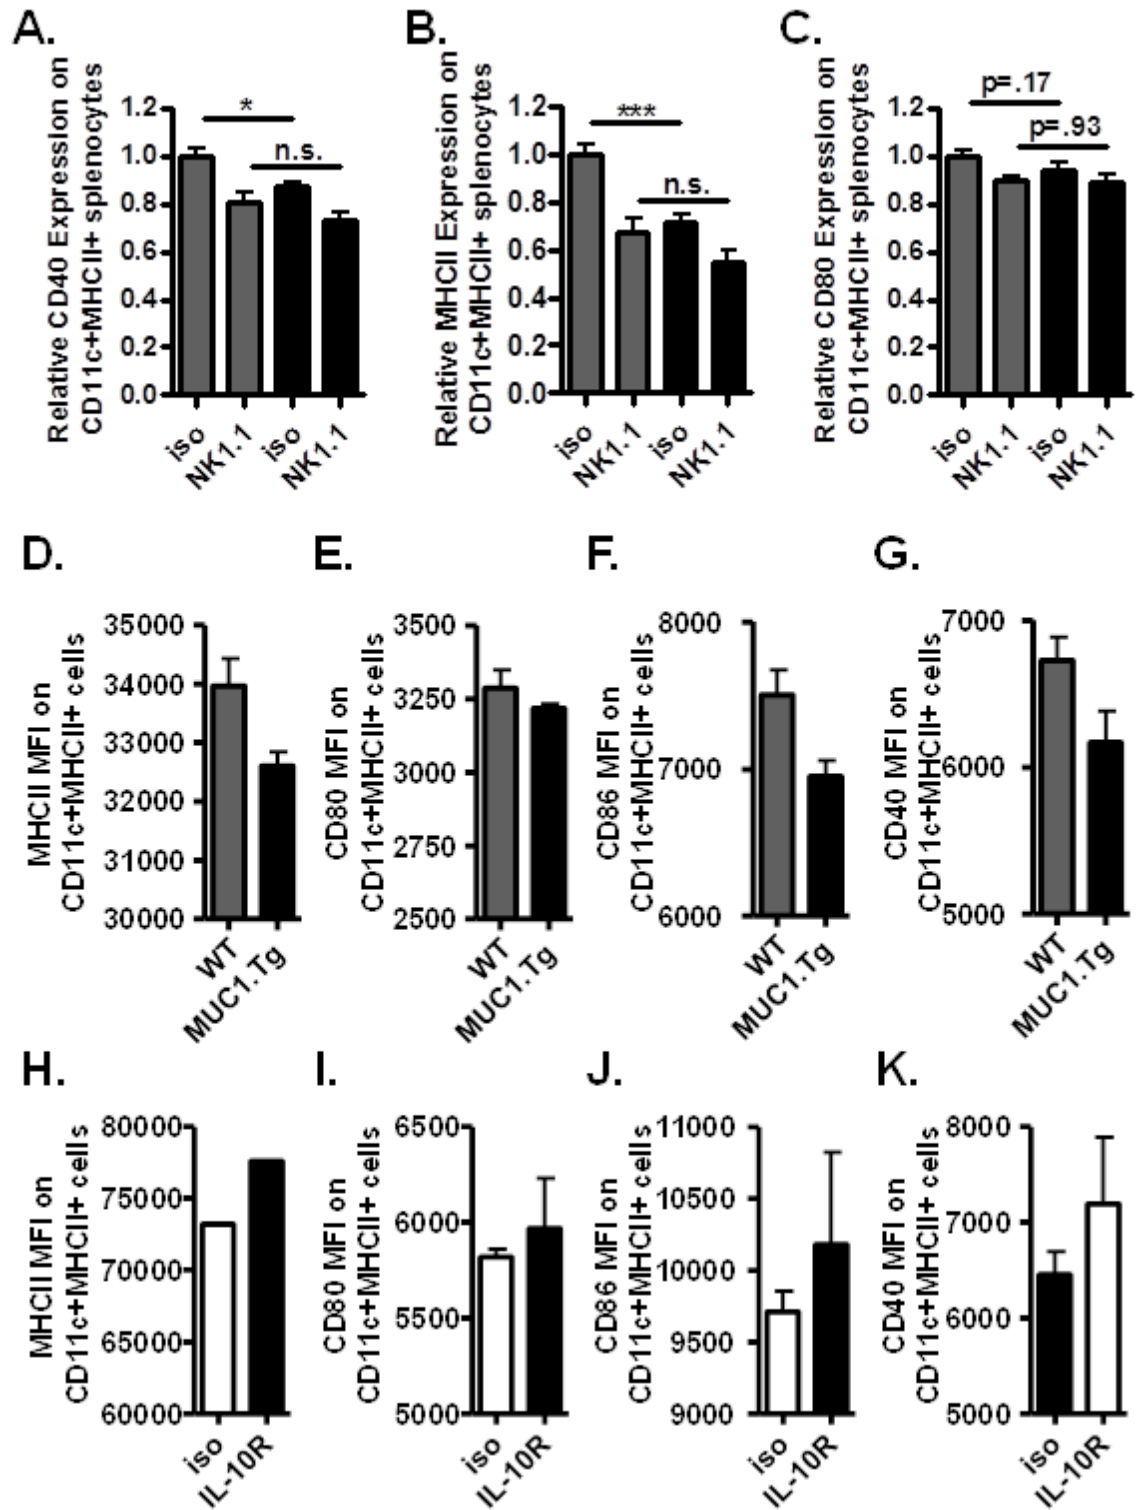 A.
Relative CD40 Expression on
CD11c+MHCII+ splenocytes
1.2
1.0
0.8
0.6
0.4
0.2
0.0
*
n.s.
iso
NK1.1
iso
NK1.1
B.
Relative MHCII Expression on
CD11c+MHCII+ splenocytes
1.2
1.0
0.8
0.6
0.4
0.2
0.0
***
n.s.
iso
NK1.1
iso
NK1.1
C.
Relative CD80 Expression on
CD11c+MHCII+ splenocytes
1.2
1.0
0.8
0.6
0.4
0.2
0.0
p=.17
p=.93
iso
NK1.1
iso
NK1.1
D.
MHCII MFI on
CD11c+MHCII+ cells
35000
34000
33000
32000
31000
30000
WT
MUC1.Tg
E.
CD80 MFI on
CD11c+MHCII+ cells
3500
3250
3000
2750
2500
WT
MUC1.Tg
F.
CD86 MFI on
CD11c+MHCII+ cells
8000
7000
6000
WT
MUC1.Tg
G.
CD40 MFI on
CD11c+MHCII+ cells
7000
6000
5000
WT
MUC1.Tg
H.
MHCI MFI on
CD11c+MHCII+ cells
80000
75000
70000
65000
60000
iso
IL-10R
I.
CD80 MFI on
CD11c+MHCII+ cells
6500
6000
5500
5000
iso
IL-10R
J.
CD86 MFI on
CD11c+MHCII+ cells
11000
10500
10000
9500
9000
iso
IL-10R
K.
CD40 MFI on
CD11c+MHCII+ cells
8000
7000
6000
5000
iso
IL-10R